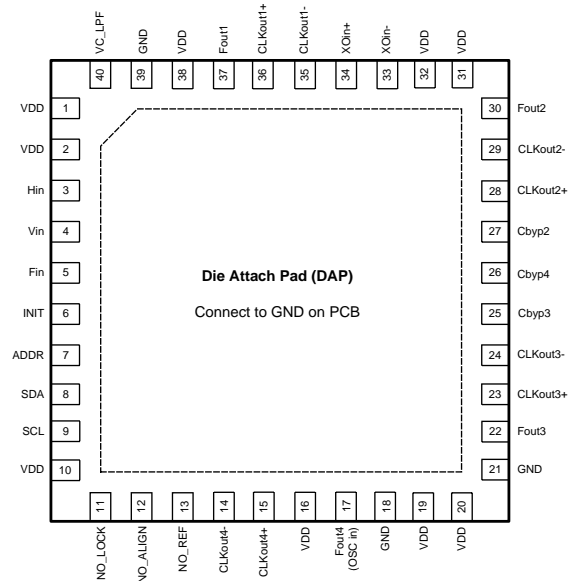 VC_LPF
GND
VDD
Fout1
CLKout1+
CLKout1-
XOin+
XOin-
VDD
VDD
40
39
38
37
36
35
34
33
32
31
VDD 1
VDD 2
Hin 3
Vin 4
Fin 5
INIT 6
ADDR 7
SDA 8
SCL 9
VDD 10
Die Attach Pad (DAP)
Connect to GND on PCB
30 Fout2
29 CLKout2-
28 CLKout2+
27 Cbyp2
26 Cbyp4
25 Cbyp3
24 CLKout3-
23 CLKout3+
22 Fout3
21 GND
11
12
13
14
15
16
17
18
19
20
NO_LOCK
NO_ALIGN
NO_REF
CLKout4-
CLKout4+
VDD
Fout4
(OSC in)
GND
VDD
VDD